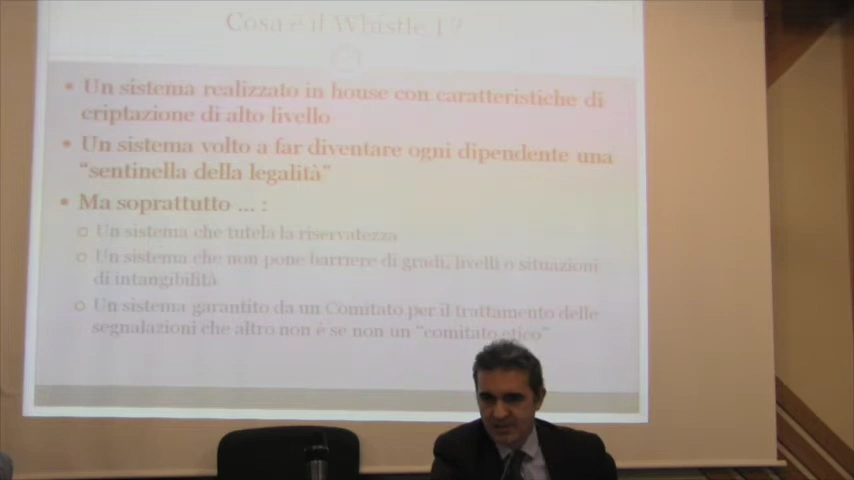 Cosa è il Whistle 1?
• Un sistema realizzato in house con caratteristiche di
criptazione di alto livello
• Un sistema volto a far diventare ogni dipendente una
“sentinella della legalità”
• Ma soprattutto ... :
o Un sistema che tutela la riservatezza
o Un sistema che non pone barriere di gradi, livelli o situazioni
di intangibilità
o Un sistema garantito da un Comitato per il trattamento delle
segnalazioni che altro non è se non un “comitato etico”